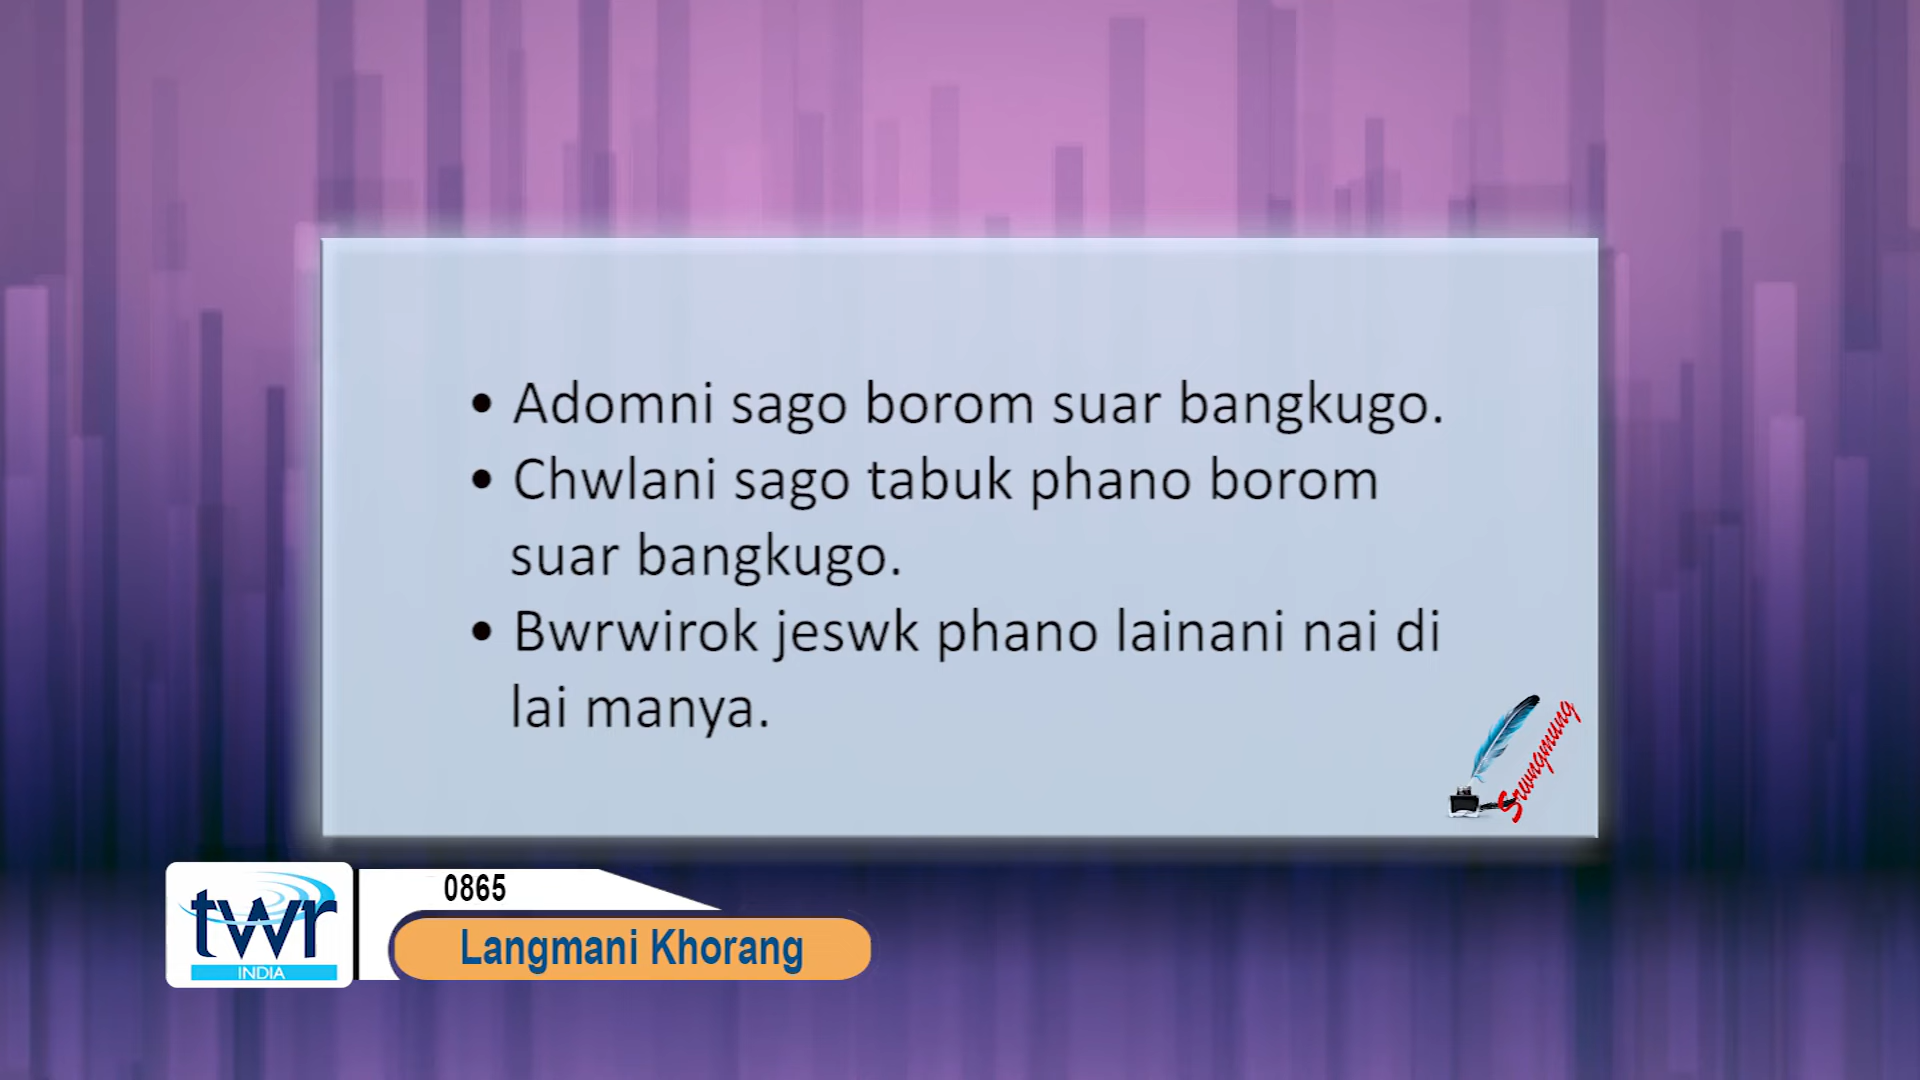 • Adomni sago borom suar bangkugo.
• Chwlani sago tabuk phano borom
suar bangkugo.
• Bwrwirok jeswk phano lainani nai di
lai manya.
Srwngmung
twr
INDIA
0865
Langmani Khorang